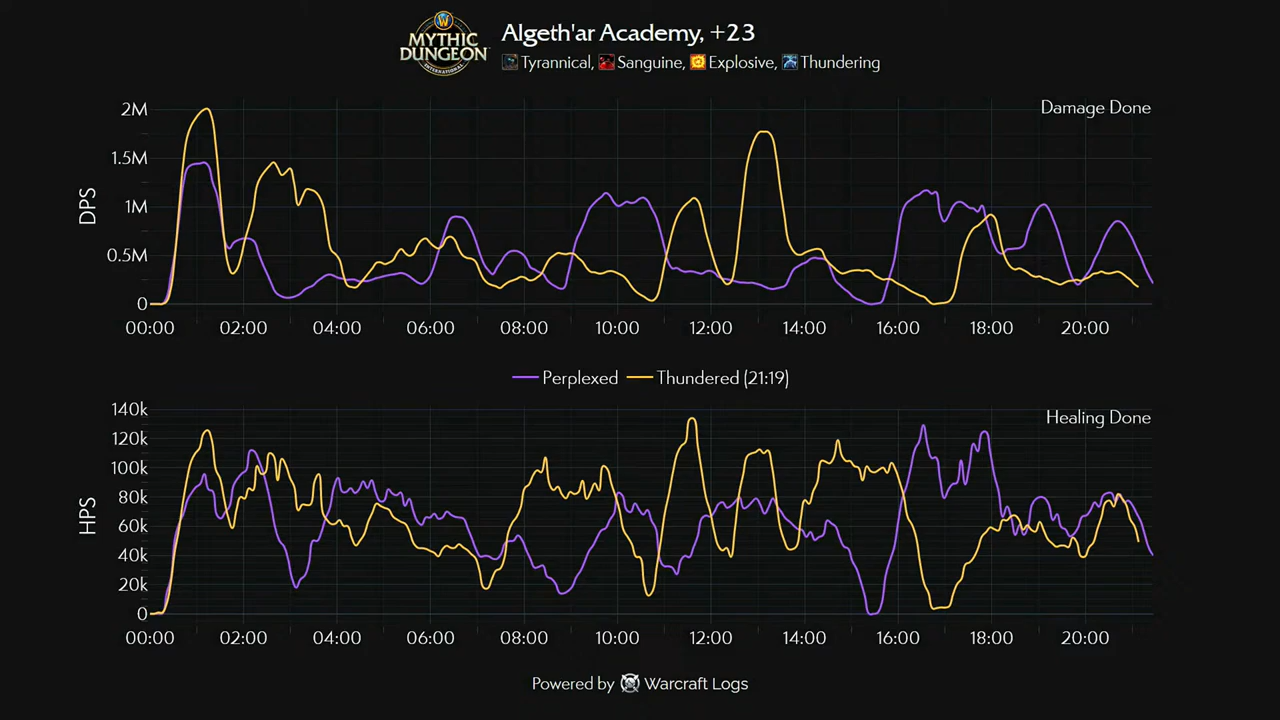 W
MYTHIC
DUNGEON
INTERNATIONAL
Algeth'ar Academy, +23
Tyrannical, Sanguine, Explosive, Thundering
Damage Done
DPS
2M
1.5M
1M
0.5M
0
00:00 02:00 04:00 06:00 08:00 10:00 12:00 14:00 16:00 18:00 20:00
Perplexed Thundered (21:19)
Healing Done
HPS
140k
120k
100k
80k
60k
40k
20k
0
00:00 02:00 04:00 06:00 08:00 10:00 12:00 14:00 16:00 18:00 20:00
Powered by Warcraft Logs